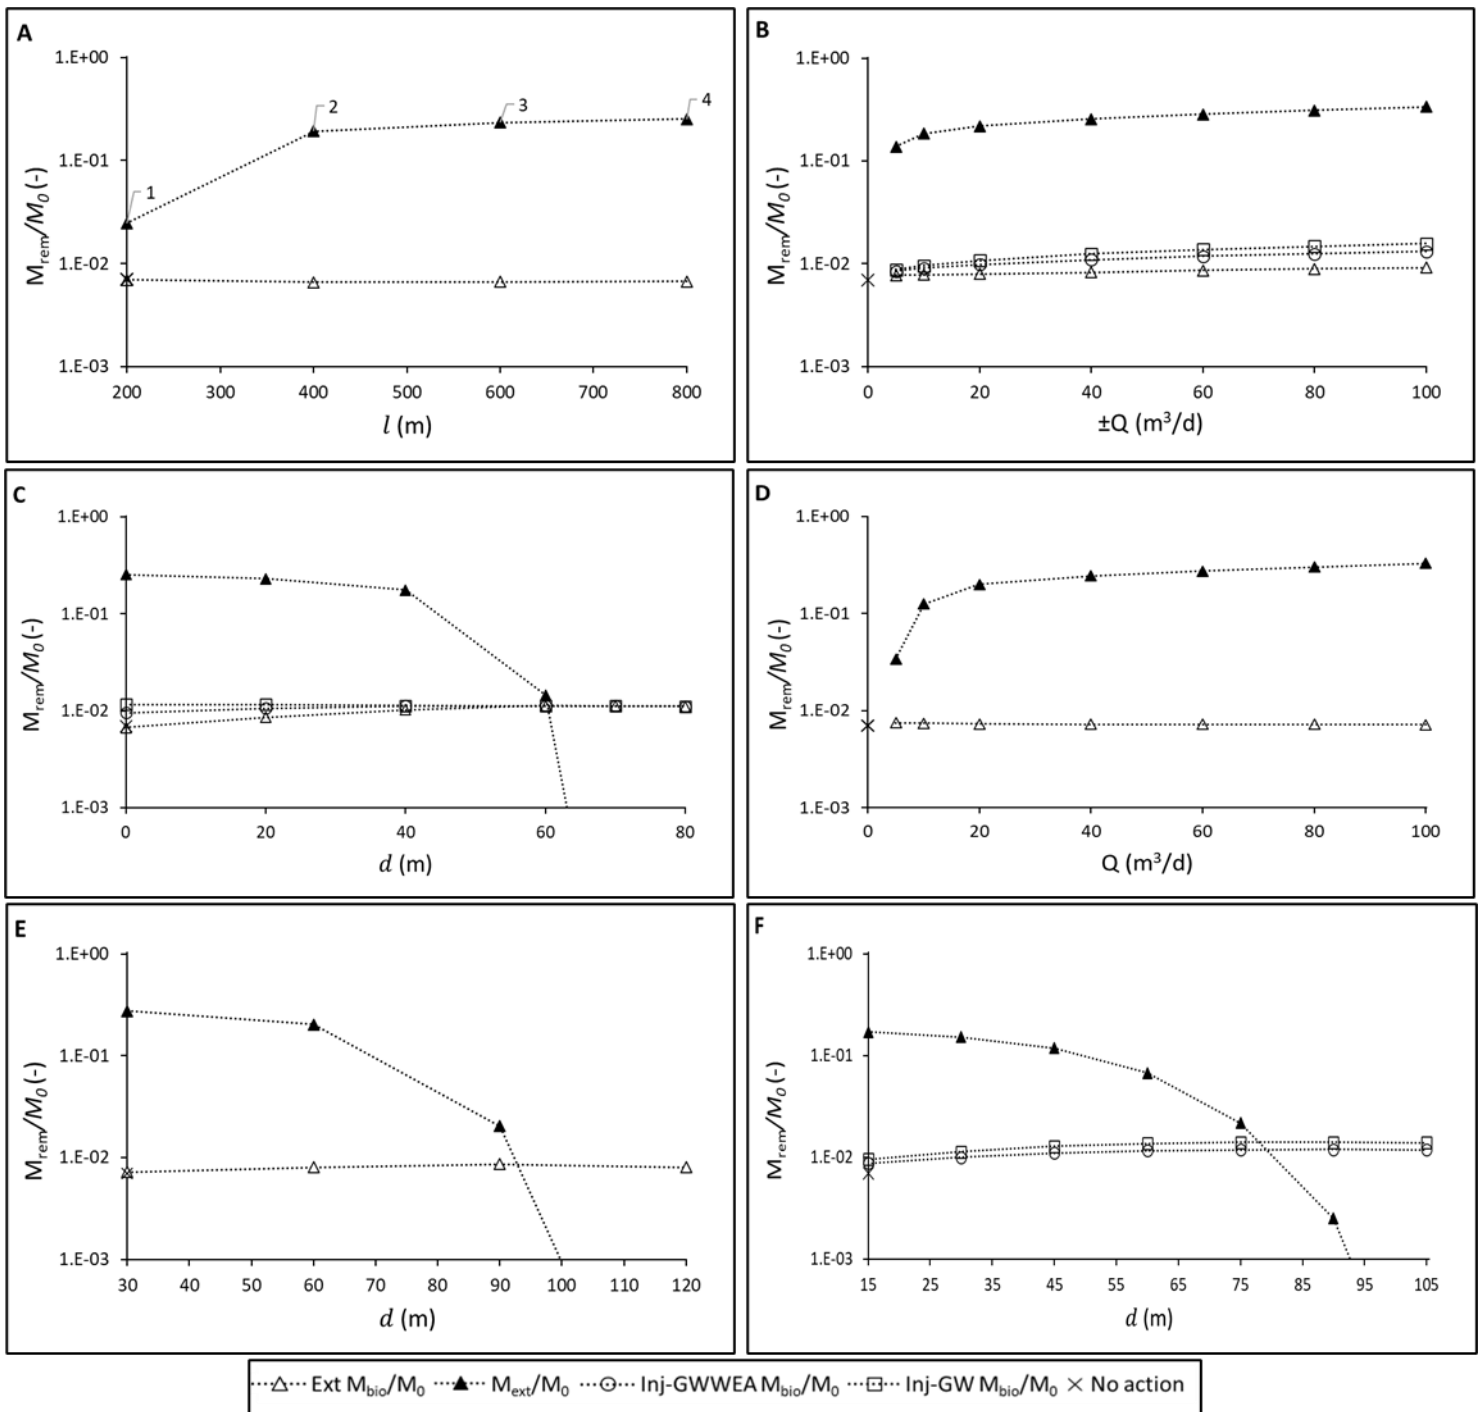 A
1.E+00
1.E-01
1.E-02
1.E-03
M_rem/M_0 (-)
1
2
3
4
200 300 400 500 600 700 800
l (m)
B
1.E+00
1.E-01
1.E-02
1.E-03
M_rem/M_0 (-)
0 20 40 60 80 100
±Q (m³/d)
C
1.E+00
1.E-01
1.E-02
1.E-03
M_rem/M_0 (-)
0 20 40 60 80
d (m)
D
1.E+00
1.E-01
1.E-02
1.E-03
M_rem/M_0 (-)
0 20 40 60 80 100
Q (m³/d)
E
1.E+00
1.E-01
1.E-02
1.E-03
M_rem/M_0 (-)
30 40 50 60 70 80 90 100 110 120
d (m)
F
1.E+00
1.E-01
1.E-02
1.E-03
M_rem/M_0 (-)
15 25 35 45 55 65 75 85 95 105
d (m)
Ext M_bio/M_0 M_ext/M_0 Inj-GWWEA M_bio/M_0 Inj-GW M_bio/M_0 No action